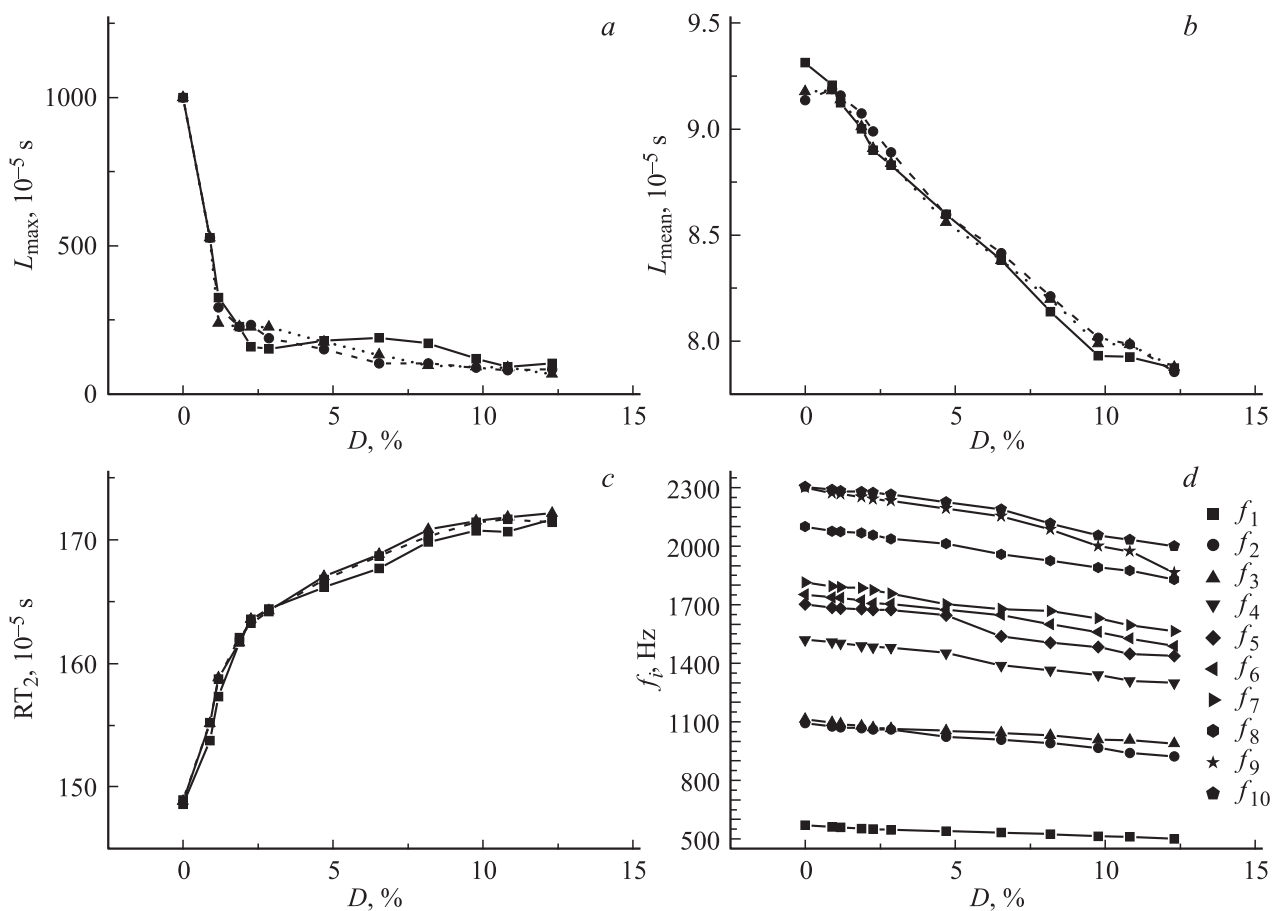 a
1000
500
0
L_max, 10^–5 s
0 5 10 15
D, %
b
9.5
9.0
8.5
8.0
L_mean, 10^–5 s
0 5 10 15
D, %
c
170
160
150
RT_2, 10^–5 s
0 5 10 15
D, %
d
2300
2000
1700
1400
1100
800
500
f_i, Hz
0 5 10 15
D, %
f_1
f_2
f_3
f_4
f_5
f_6
f_7
f_8
f_9
f_10